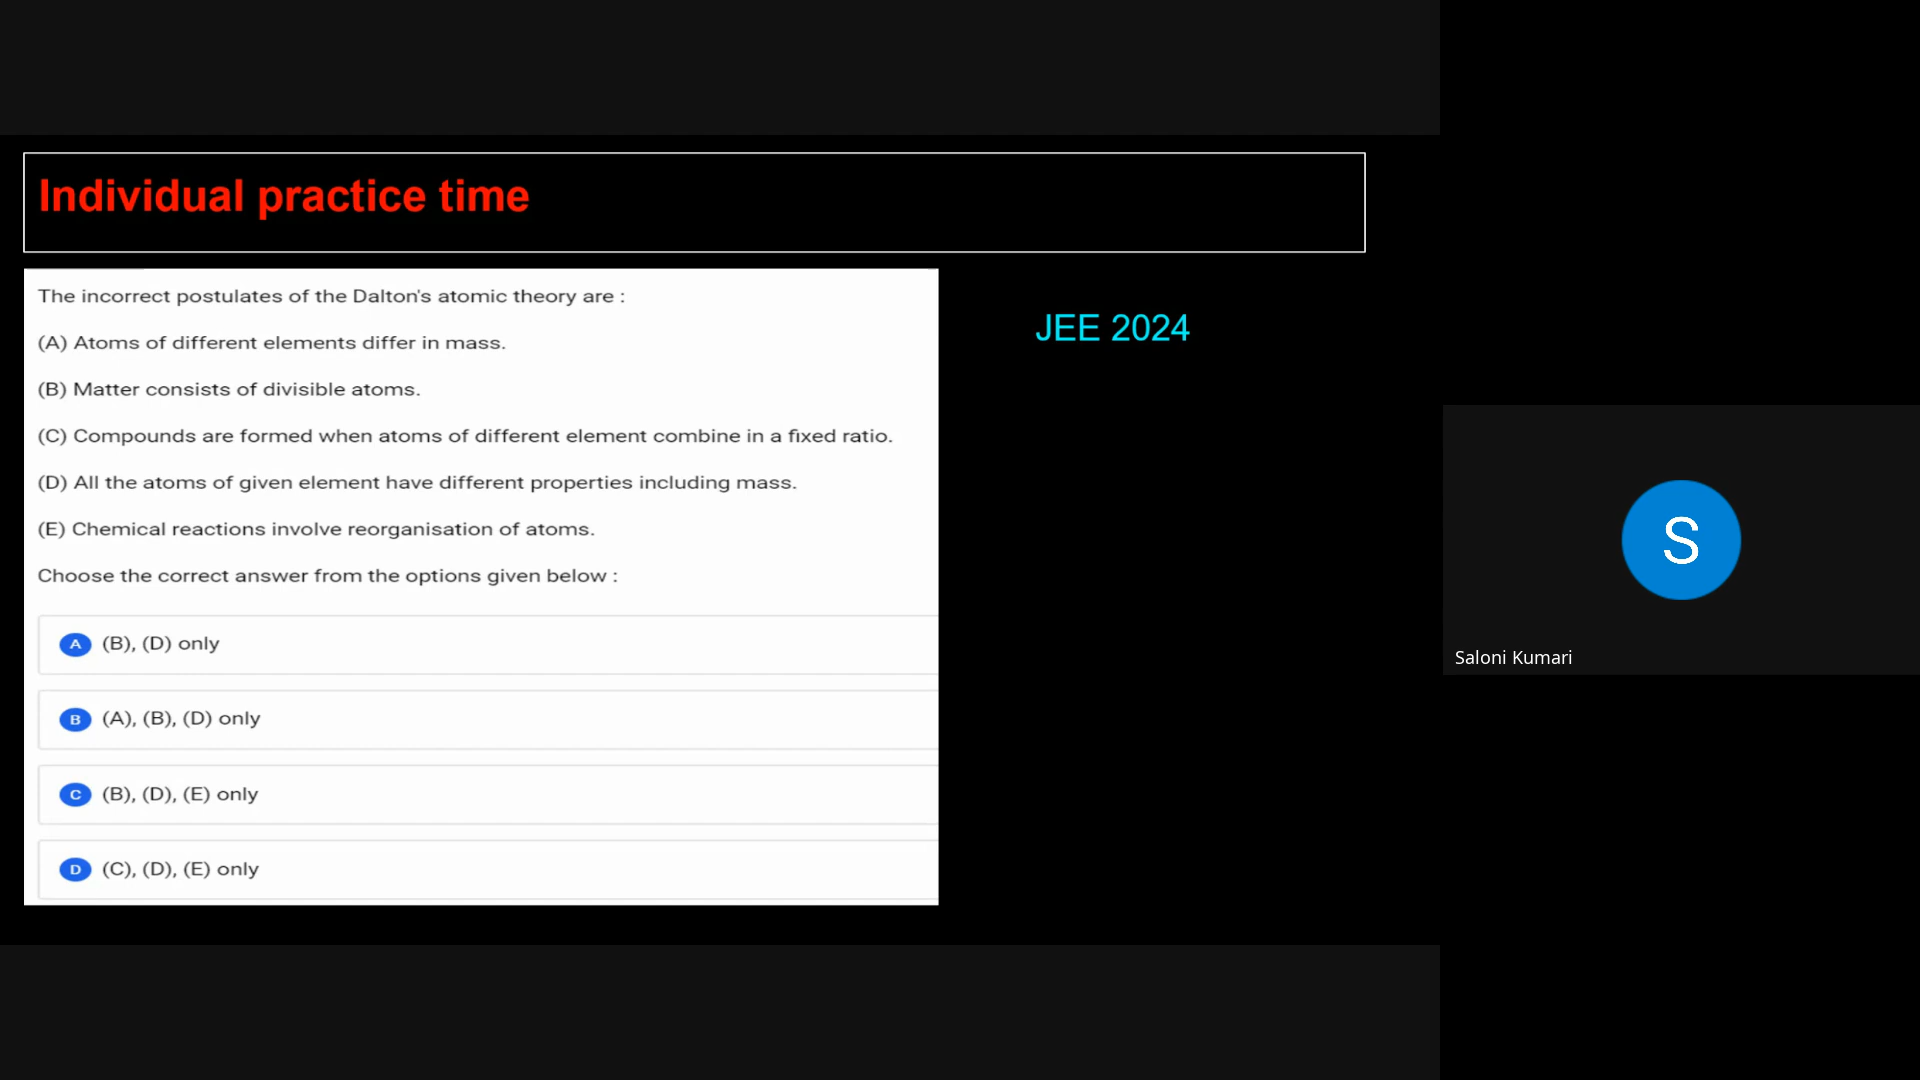 Individual practice time
The incorrect postulates of the Dalton's atomic theory are :
(A) Atoms of different elements differ in mass.
(B) Matter consists of divisible atoms.
(C) Compounds are formed when atoms of different element combine in a fixed ratio.
(D) All the atoms of given element have different properties including mass.
(E) Chemical reactions involve reorganisation of atoms.
Choose the correct answer from the options given below :
A (B), (D) only
B (A), (B), (D) only
C (B), (D), (E) only
D (C), (D), (E) only
JEE 2024
S
Saloni Kumari